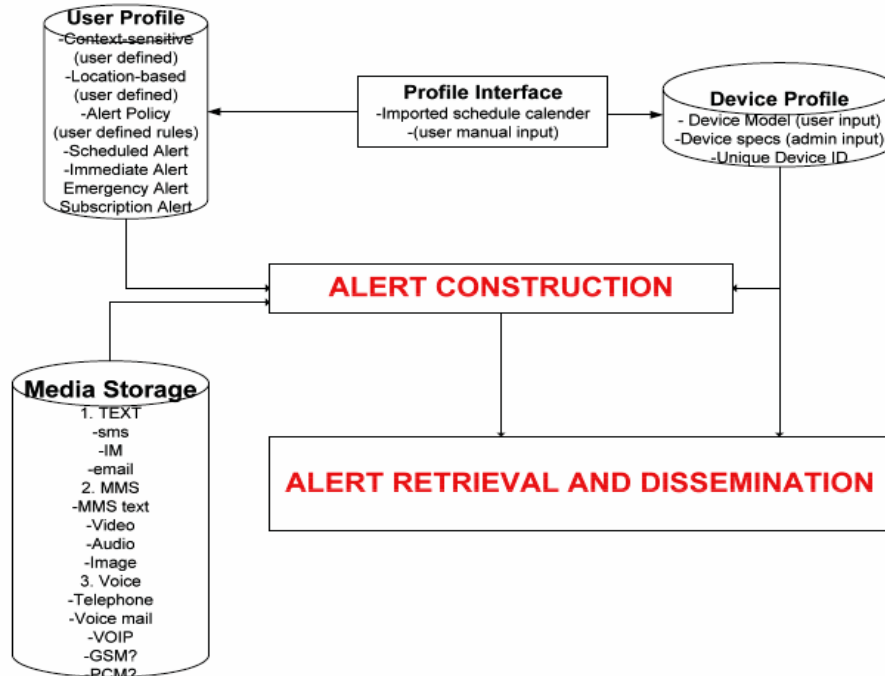 User Profile
-Context-sensitive
(user defined)
-Location-based
(user defined)
-Alert Policy
(user defined rules)
-Scheduled Alert
-Immediate Alert
Emergency Alert
Subscription Alert
Profile Interface
-Imported schedule calender
-(user manual input)
Device Profile
- Device Model (user input)
-Device specs (admin input)
-Unique Device ID
ALERT CONSTRUCTION
Media Storage
1. TEXT
-sms
-IM
-email
2. MMS
-MMS text
-Video
-Audio
-Image
3. Voice
-Telephone
-Voice mail
-VOIP
-GSM?
-PCM?
ALERT RETRIEVAL AND DISSEMINATION